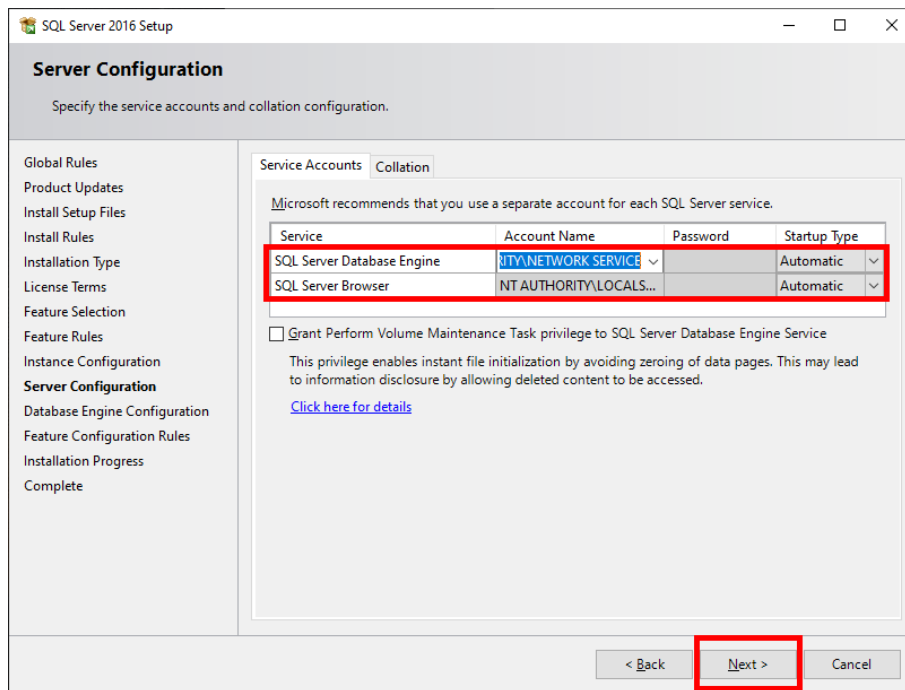 SQL Server 2016 Setup
Server Configuration
Specify the service accounts and collation configuration.
Global Rules
Product Updates
Install Setup Files
Install Rules
Installation Type
License Terms
Feature Selection
Feature Rules
Instance Configuration
Server Configuration
Database Engine Configuration
Feature Configuration Rules
Installation Progress
Complete
Service Accounts Collation
Microsoft recommends that you use a separate account for each SQL Server service.
Service Account Name Password Startup Type
SQL Server Database Engine RITY\NETWORK SERVICE Automatic
SQL Server Browser NT AUTHORITY\LOCALS... Automatic
Grant Perform Volume Maintenance Task privilege to SQL Server Database Engine Service
This privilege enables instant file initialization by avoiding zeroing of data pages. This may lead
to information disclosure by allowing deleted content to be accessed.
Click here for details
< Back Next > Cancel